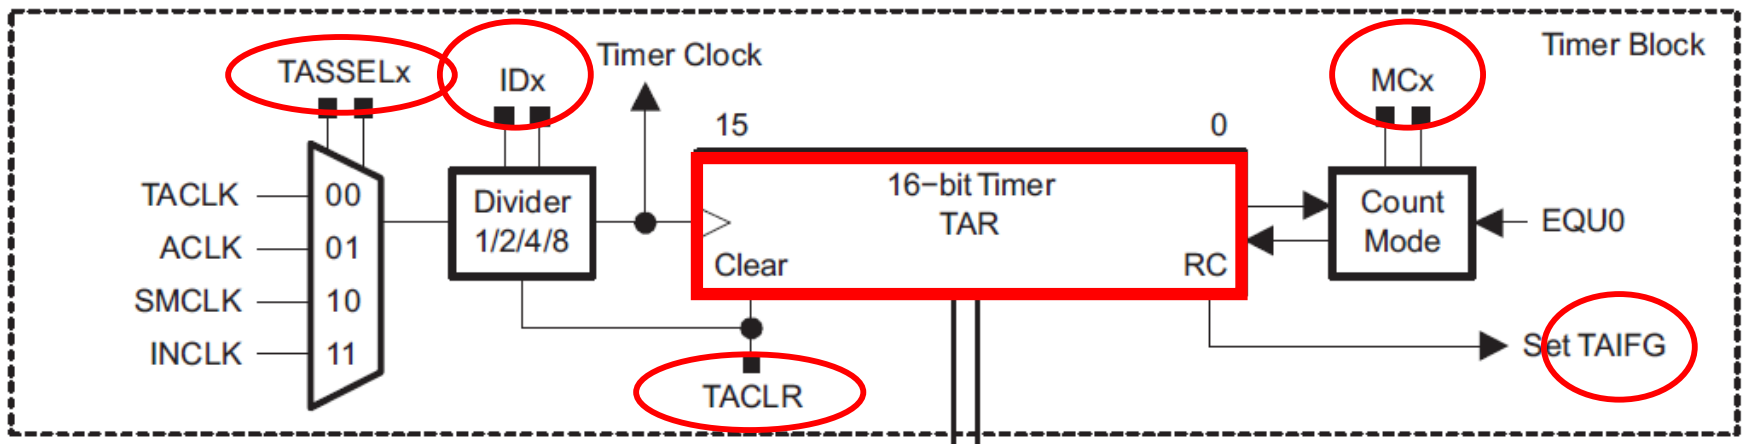 Timer Block
TASSELx
IDx
Timer Clock
MCx
15
0
TACLK
00
ACLK
01
SMCLK
10
INCLK
11
Divider
1/2/4/8
16−bit Timer
TAR
Clear
RC
Count
Mode
EQU0
Set TAIFG
TACLR